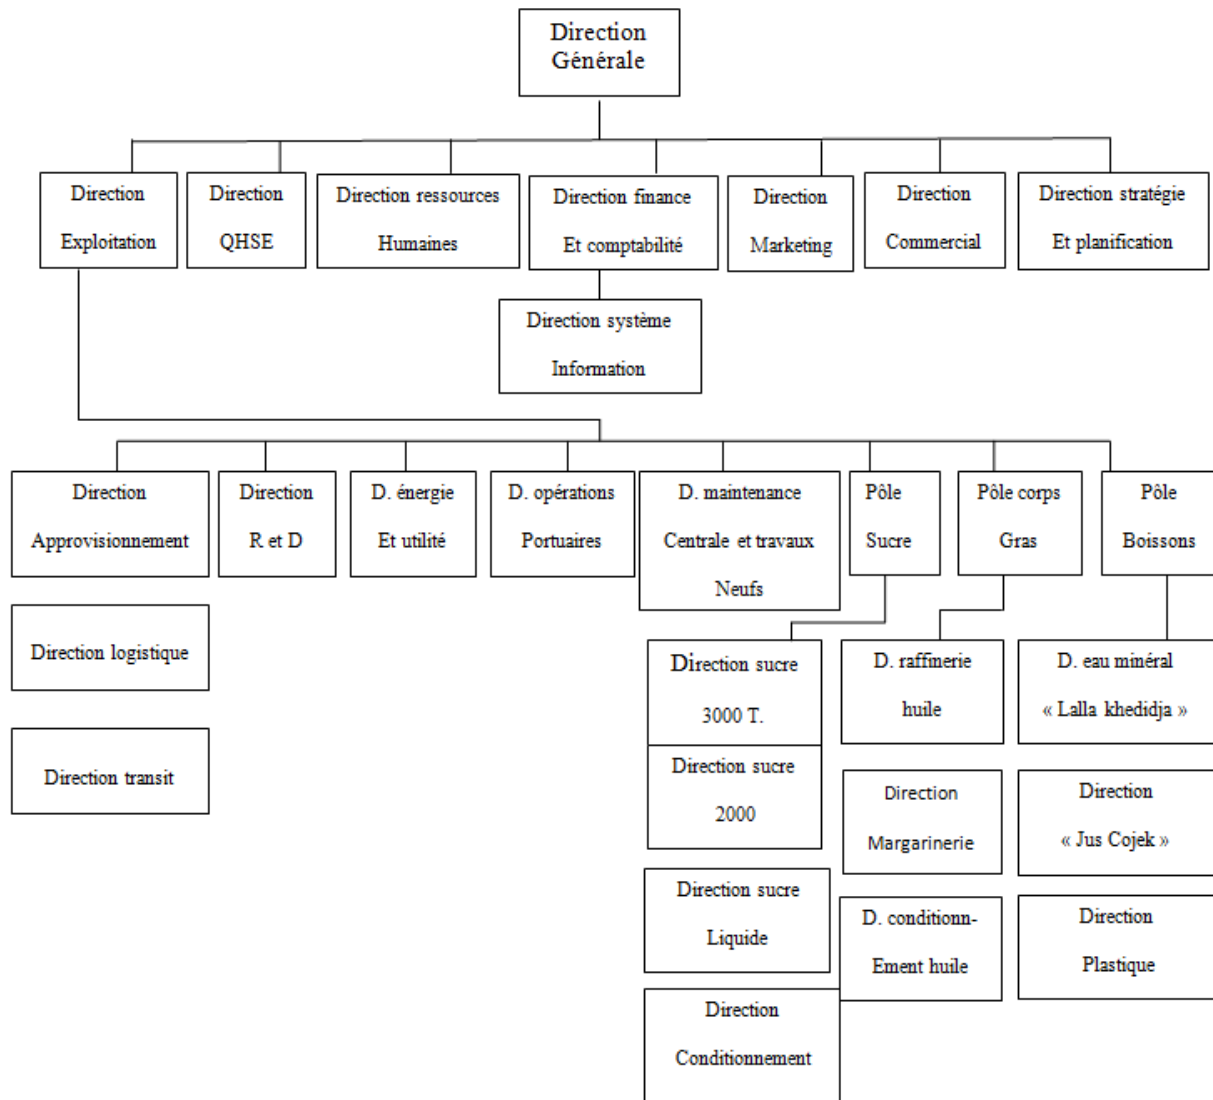 Direction
Générale
Direction
Exploitation
Direction
QHSE
Direction ressources
Humaines
Direction finance
Et comptabilité
Direction
Marketing
Direction
Commercial
Direction stratégie
Et planification
Direction système
Information
Direction
Approvisionnement
Direction
R et D
D. énergie
Et utilité
D. opérations
Portuaires
D. maintenance
Centrale et travaux
Neufs
Pôle
Sucre
Pôle corps
Gras
Pôle
Boissons
Direction logistique
Direction transit
Direction sucre
3000 T.
Direction sucre
2000
Direction sucre
Liquide
Direction
Conditionnement
D. raffinerie
huile
Direction
Margarinerie
D. conditionn-
Ement huile
D. eau minéral
« Lalla khedidja »
Direction
« Jus Cojek »
Direction
Plastique